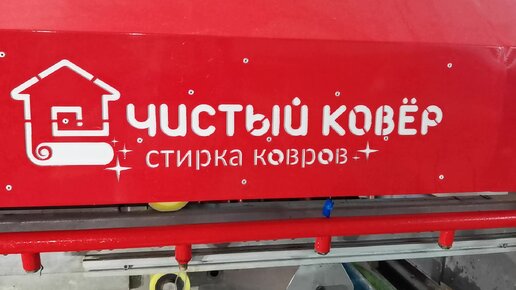 ЧИСТЫЙ КОВЁР
стирка ковров